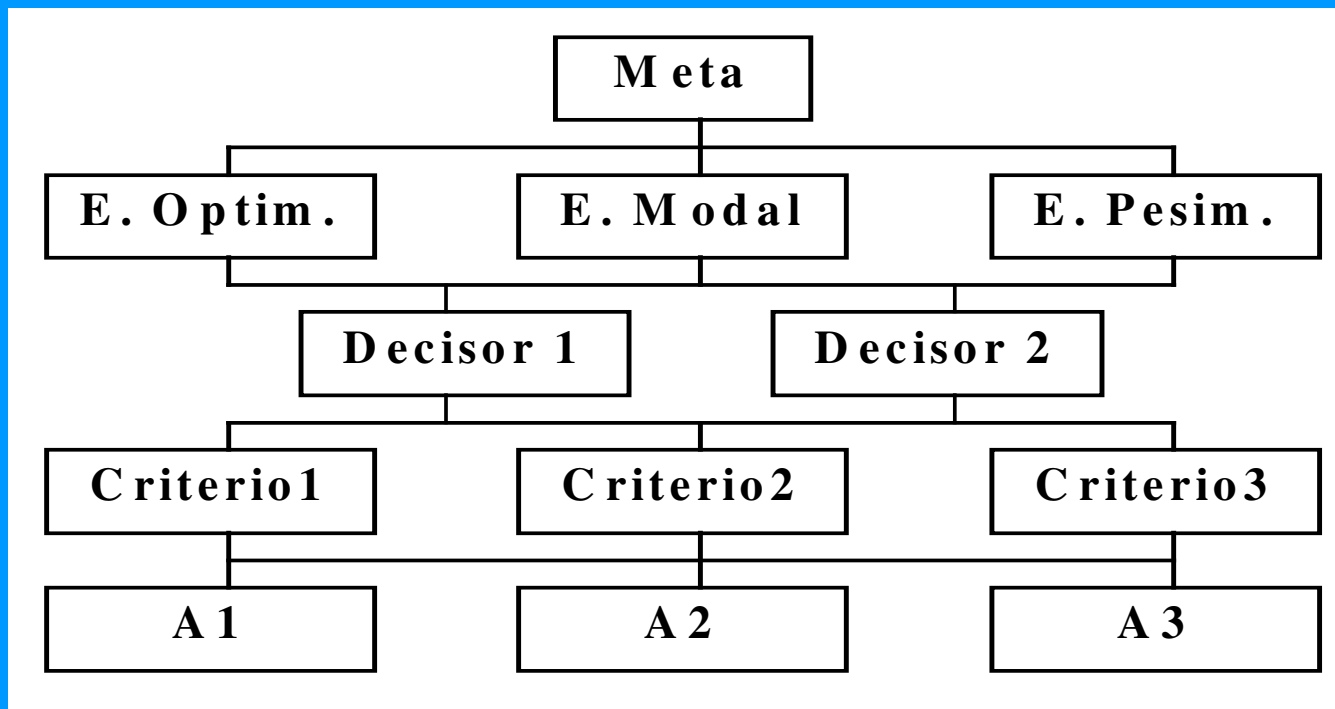 Meta
E. Optim.
E. Modal
E. Pesim.
Decisor 1
Decisor 2
Criterio1
Criterio2
Criterio3
A1
A2
A3